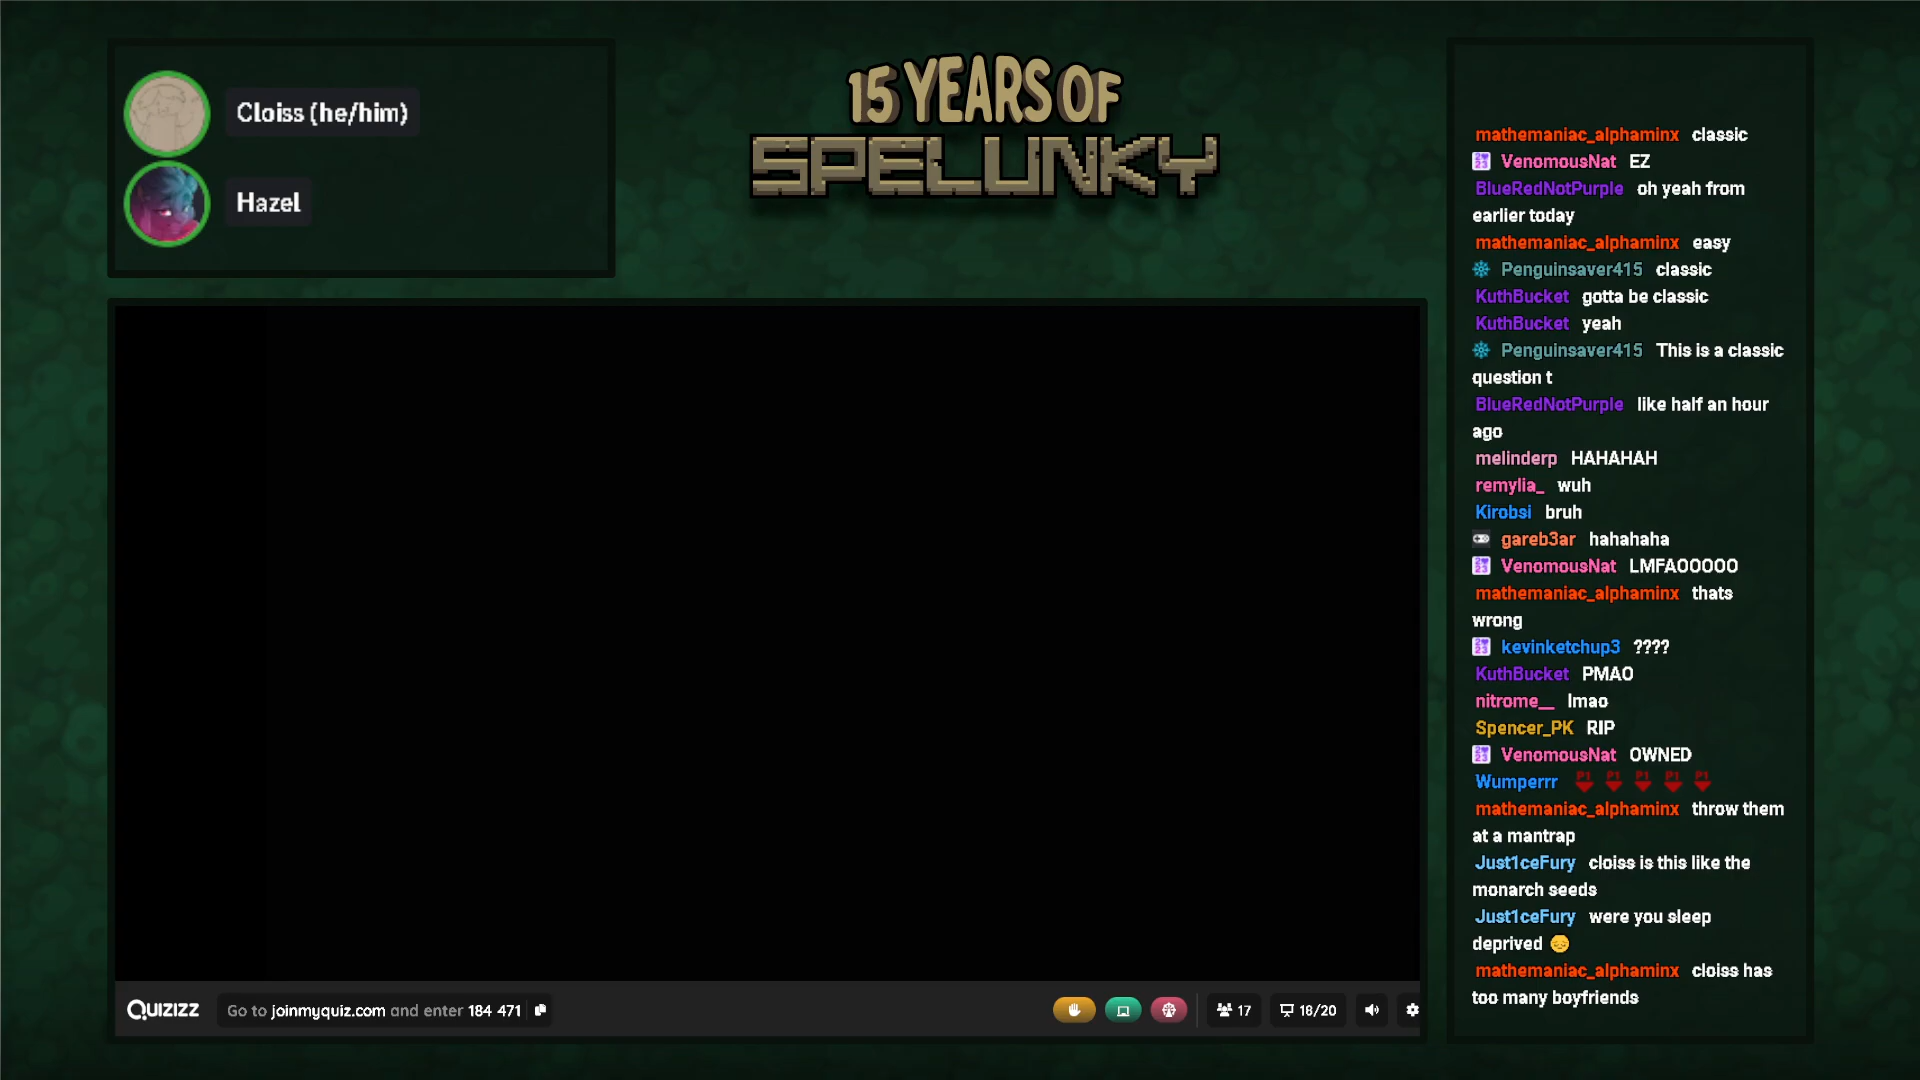 Cloiss (he/him)
Hazel
15 YEARS OF
SPELUNKY
mathemaniac_alphaminx classic
VenomousNat EZ
BlueRedNotPurple oh yeah from
earlier today
mathemaniac_alphaminx easy
Penguinsaver415 classic
KuthBucket gotta be classic
KuthBucket yeah
Penguinsaver415 This is a classic
question t
BlueRedNotPurple like half an hour
ago
melinderp HAHAHAH
remylia_ wuh
Kirobsi bruh
gareb3ar hahahaha
VenomousNat LMFAOOOOO
mathemaniac_alphaminx thats
wrong
kevinketchup3 ????
KuthBucket PMAO
nitrome__ lmao
Spencer_PK RIP
VenomousNat OWNED
Wumperrr P1 P1 P1 P1 P1
mathemaniac_alphaminx throw them
at a mantrap
Just1ceFury cloiss is this like the
monarch seeds
Just1ceFury were you sleep
deprived 😔
mathemaniac_alphaminx cloiss has
too many boyfriends
QUIZIZZ Go to joinmyquiz.com and enter 184 471 17 18/20